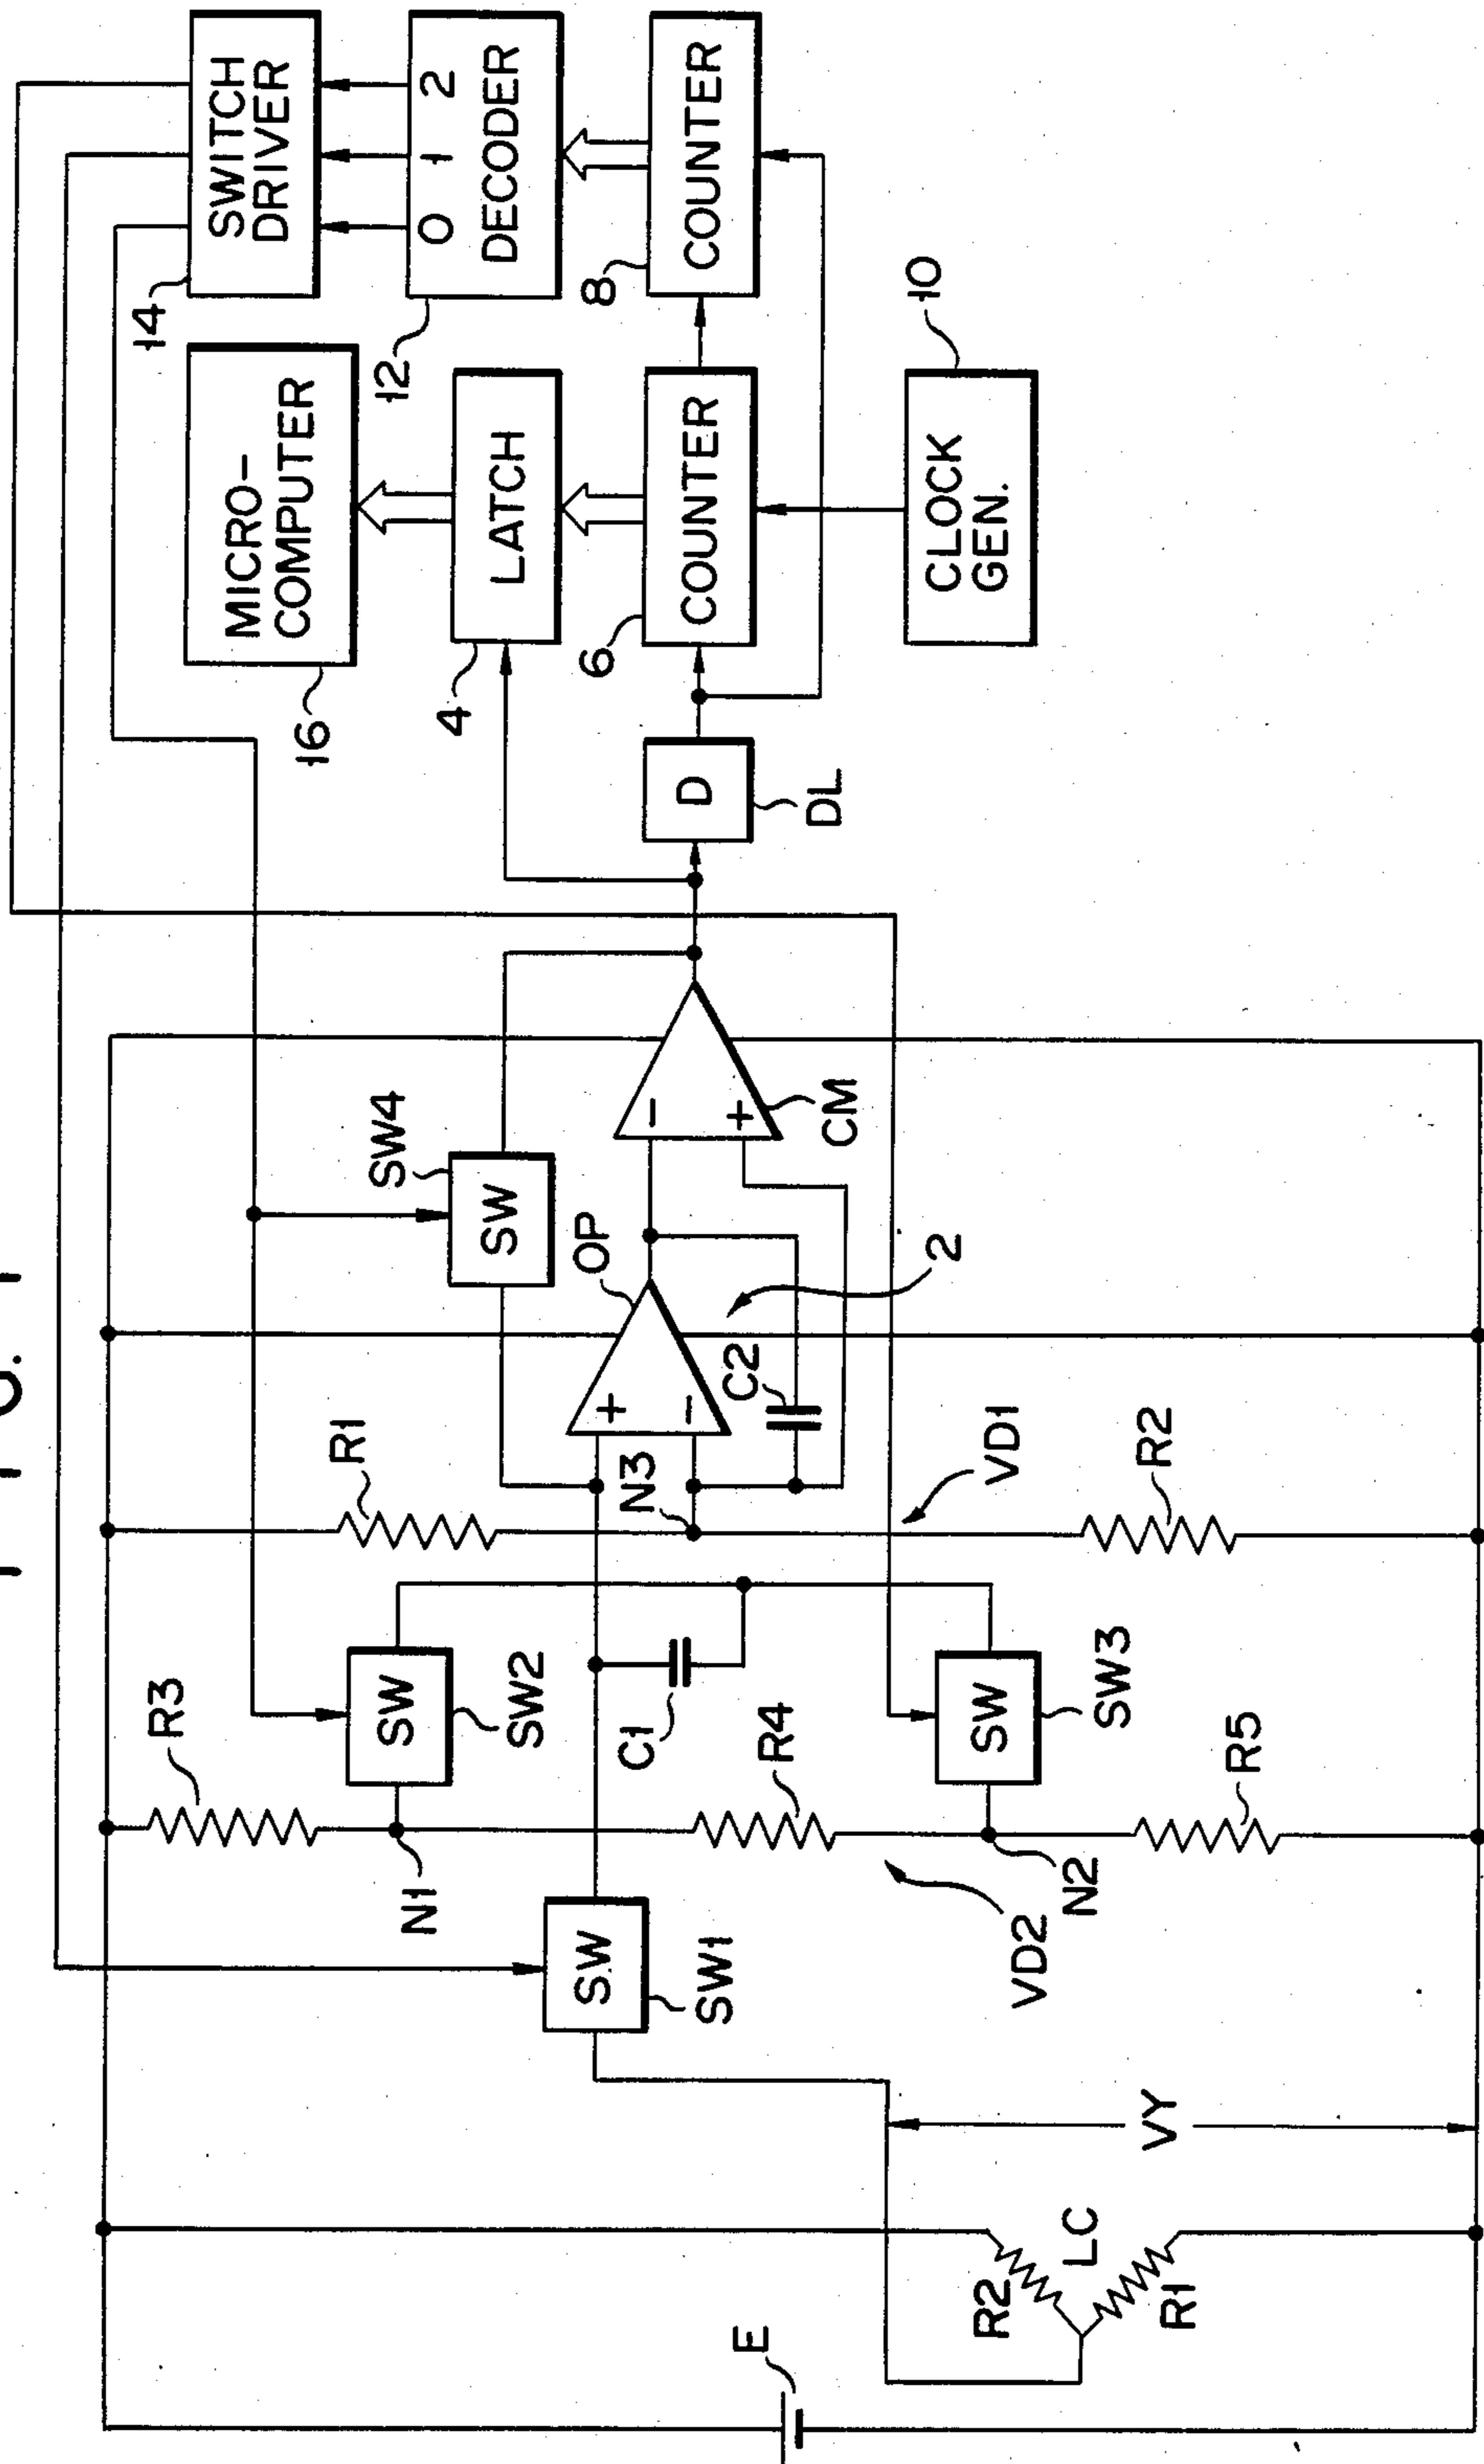 FIG. 1
14
SWITCH
DRIVER
0 1 2
DECODER
12
MICRO-
COMPUTER
16
LATCH
4
COUNTER
6
COUNTER
8
CLOCK
GEN.
10
D
DL
SW4
SW
OP
+
-
-
+
CM
2
C2
R1
N3
VD1
R2
R3
SW
SW2
N1
C1
R4
SW
SW3
N2
VD2
R5
SW
SW1
VY
E
R2
LC
R1